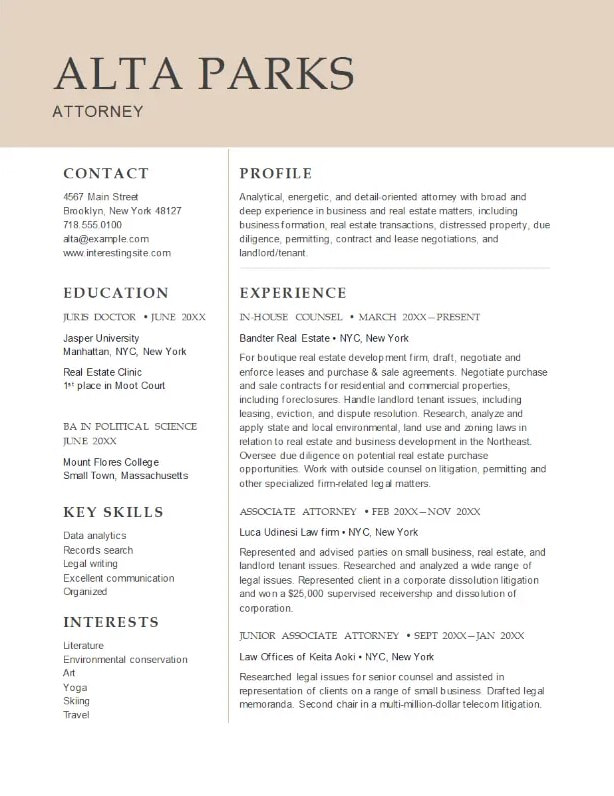 ALTA PARKS
ATTORNEY
CONTACT
4567 Main Street
Brooklyn, New York 48127
718.555.0100
alta@example.com
www.interestingsite.com
EDUCATION
JURIS DOCTOR • JUNE 20XX
Jasper University
Manhattan, NYC, New York
Real Estate Clinic
1st place in Moot Court
BA IN POLITICAL SCIENCE
JUNE 20XX
Mount Flores College
Small Town, Massachusetts
KEY SKILLS
Data analytics
Records search
Legal writing
Excellent communication
Organized
INTERESTS
Literature
Environmental conservation
Art
Yoga
Skiing
Travel
PROFILE
Analytical, energetic, and detail-oriented attorney with broad and
deep experience in business and real estate matters, including
business formation, real estate transactions, distressed property, due
diligence, permitting, contract and lease negotiations, and
landlord/tenant.
EXPERIENCE
IN-HOUSE COUNSEL • MARCH 20XX—PRESENT
Bandter Real Estate • NYC, New York
For boutique real estate development firm, draft, negotiate and
enforce leases and purchase & sale agreements. Negotiate purchase
and sale contracts for residential and commercial properties,
including foreclosures. Handle landlord tenant issues, including
leasing, eviction, and dispute resolution. Research, analyze and
apply state and local environmental, land use and zoning laws in
relation to real estate and business development in the Northeast.
Oversee due diligence on potential real estate purchase
opportunities. Work with outside counsel on litigation, permitting and
other specialized firm-related legal matters.
ASSOCIATE ATTORNEY • FEB 20XX—NOV 20XX
Luca Udinesi Law firm • NYC, New York
Represented and advised parties on small business, real estate, and
landlord tenant issues. Researched and analyzed a wide range of
legal issues. Represented client in a corporate dissolution litigation
and won a $25,000 supervised receivership and dissolution of
corporation.
JUNIOR ASSOCIATE ATTORNEY • SEPT 20XX—JAN 20XX
Law Offices of Keita Aoki • NYC, New York
Researched legal issues for senior counsel and assisted in
representation of clients on a range of small business. Drafted legal
memoranda. Second chair in a multi-million-dollar telecom litigation.